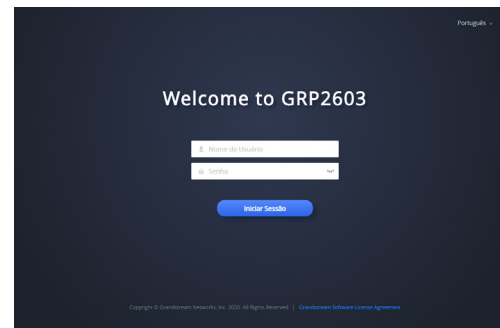 Português
Welcome to GRP2603
Nome de Usuário
Senha
Iniciar Sessão
Copyright © Grandstream Networks, Inc. 2020. All Rights Reserved | Grandstream Software License Agreement